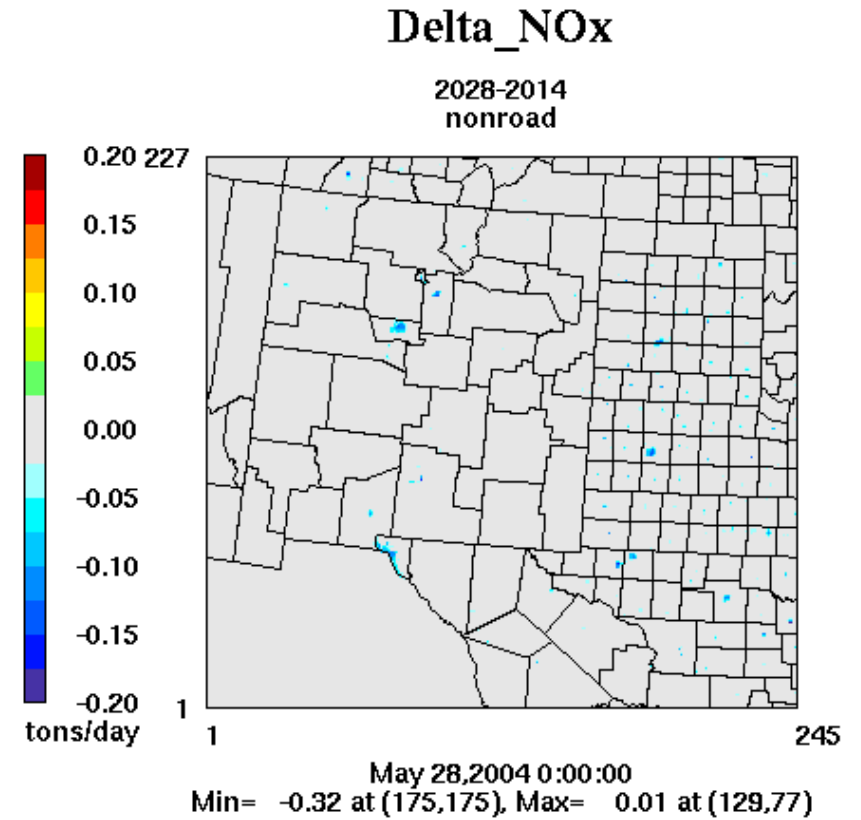 Delta_NOx
2028-2014
nonroad
0.20
0.15
0.10
0.05
0.00
-0.05
-0.10
-0.15
-0.20
tons/day
227
1
1
245
May 28,2004 0:00:00
Min= -0.32 at (175,175), Max= 0.01 at (129,77)